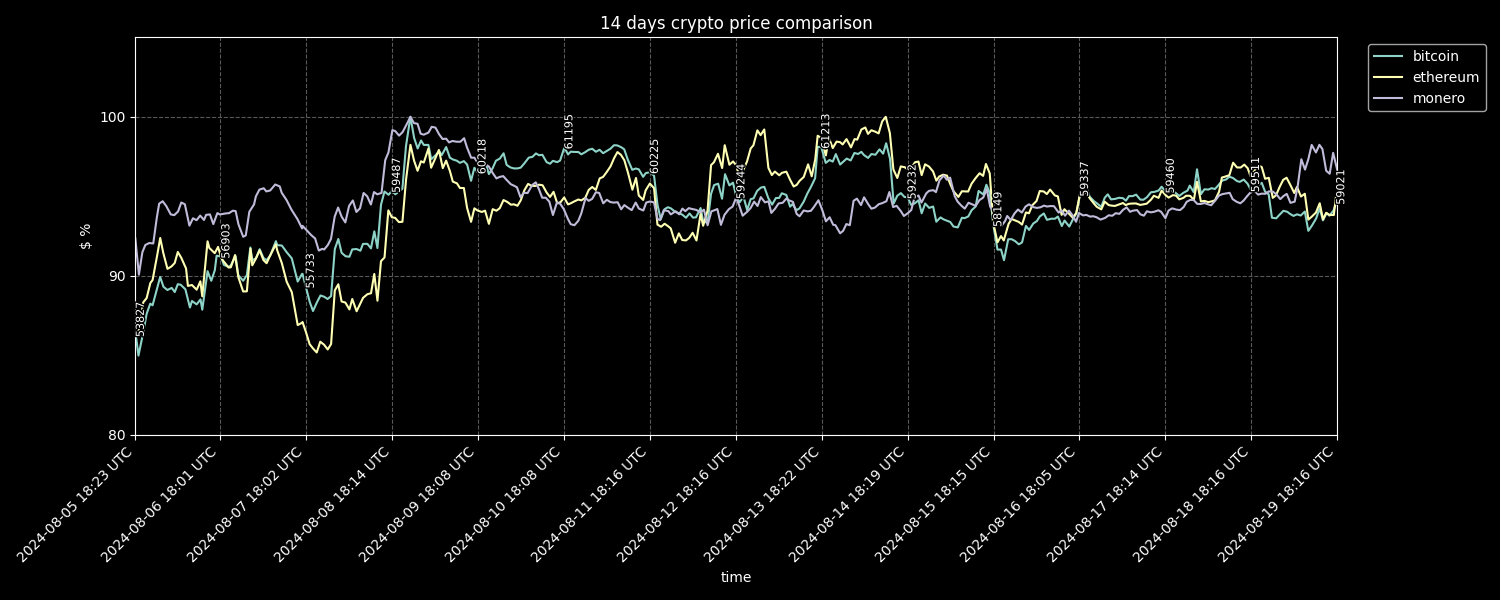 14 days crypto price comparison
bitcoin
ethereum
monero
$ %
100
90
80
53827
56903
55733
59487
60218
61195
60225
59244
61213
59232
58149
59337
59460
59511
59021
2024-08-05 18:23 UTC
2024-08-06 18:01 UTC
2024-08-07 18:02 UTC
2024-08-08 18:14 UTC
2024-08-09 18:08 UTC
2024-08-10 18:08 UTC
2024-08-11 18:16 UTC
2024-08-12 18:16 UTC
2024-08-13 18:22 UTC
2024-08-14 18:19 UTC
2024-08-15 18:15 UTC
2024-08-16 18:05 UTC
2024-08-17 18:14 UTC
2024-08-18 18:16 UTC
2024-08-19 18:16 UTC
time